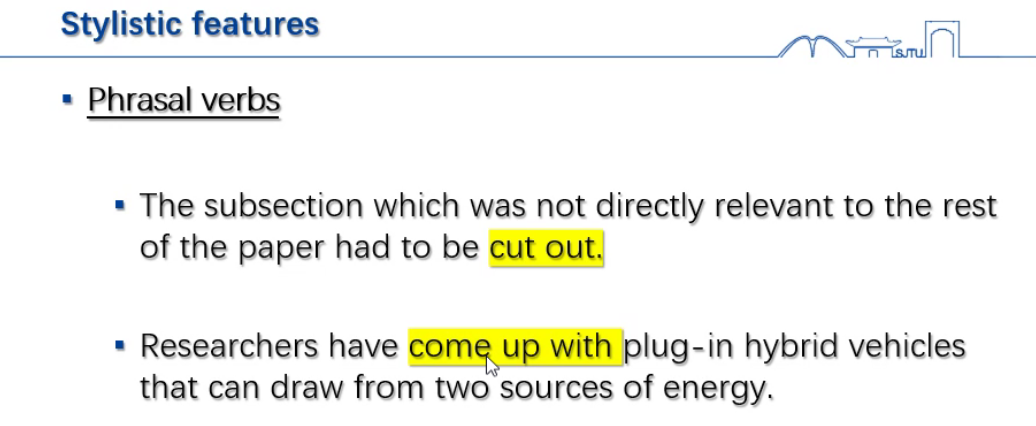 Stylistic features
SJTU
▪ Phrasal verbs
▪ The subsection which was not directly relevant to the rest
of the paper had to be cut out.
▪ Researchers have come up with plug-in hybrid vehicles
that can draw from two sources of energy.